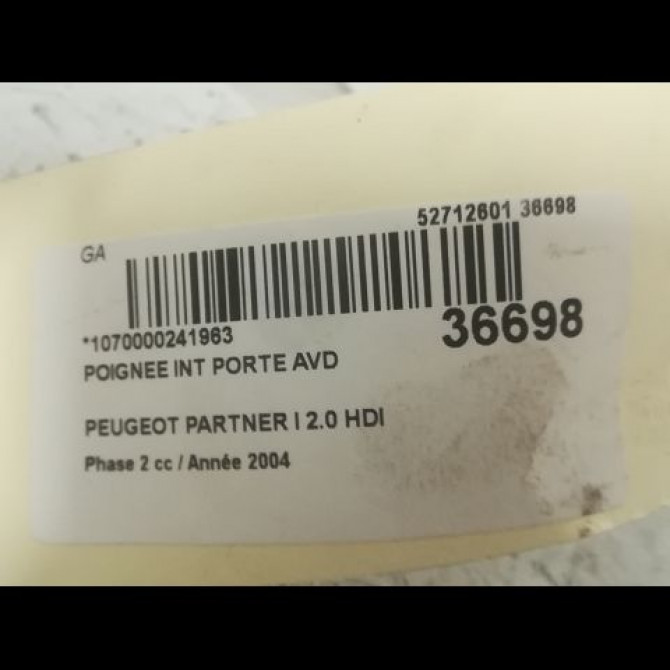 52712601 36698
GA
*1070000241963
36698
POIGNEE INT PORTE AVD
PEUGEOT PARTNER I 2.0 HDI
Phase 2 cc / Année 2004